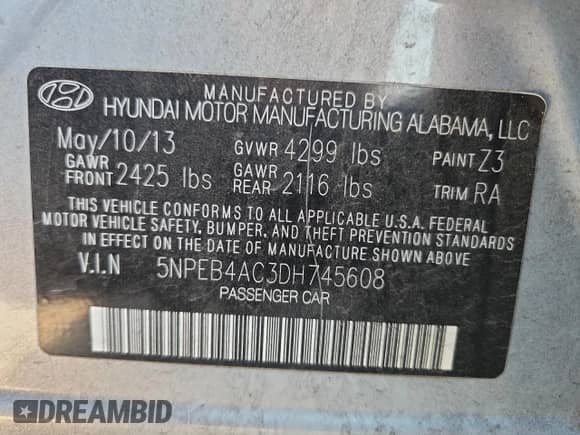 MANUFACTURED BY
HYUNDAI MOTOR MANUFACTURING ALABAMA, LLC
May/10/13 GVWR 4299 lbs PAINT Z3
GAWR FRONT 2425 lbs GAWR REAR 2116 lbs TRIM RA
THIS VEHICLE CONFORMS TO ALL APPLICABLE U.S.A. FEDERAL
MOTOR VEHICLE SAFETY, BUMPER, AND THEFT PREVENTION STANDARDS
IN EFFECT ON THE DATE OF MANUFACTURE SHOWN ABOVE.
V.I.N 5NPEB4AC3DH745608
PASSENGER CAR
DREAMBID